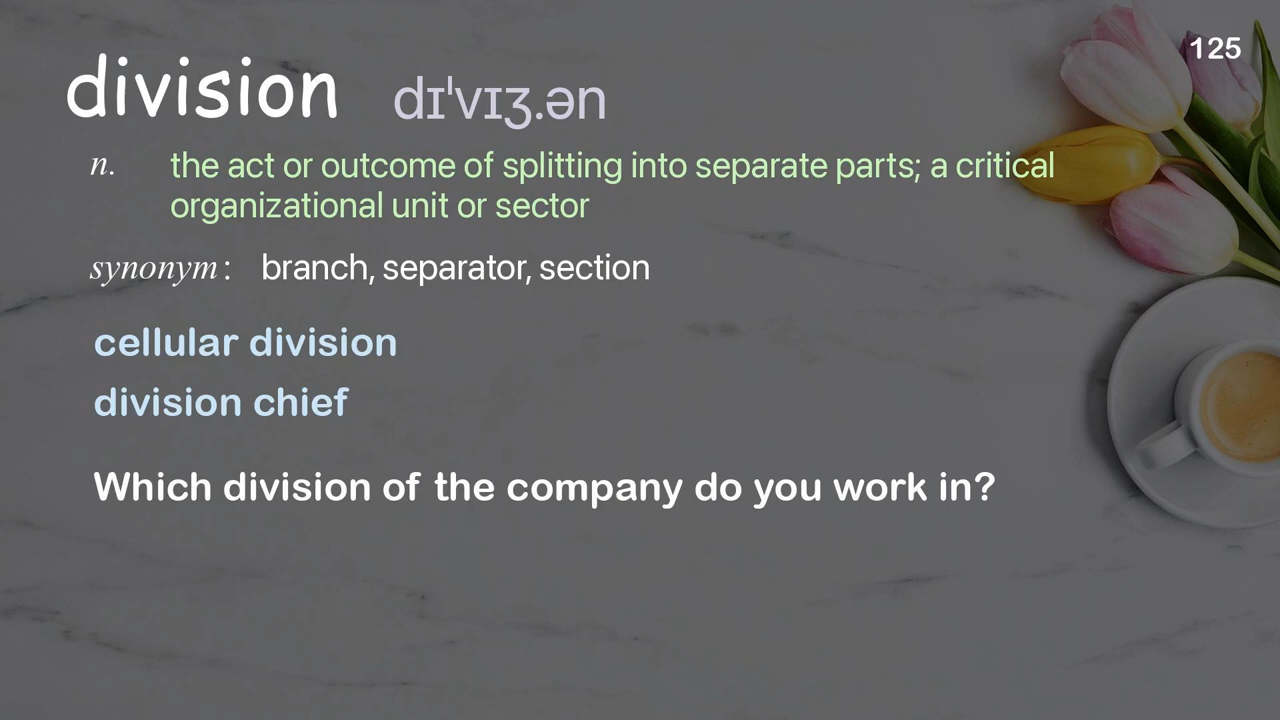 125
division dɪˈvɪʒ.ən
n. the act or outcome of splitting into separate parts; a critical
organizational unit or sector
synonym: branch, separator, section
cellular division
division chief
Which division of the company do you work in?